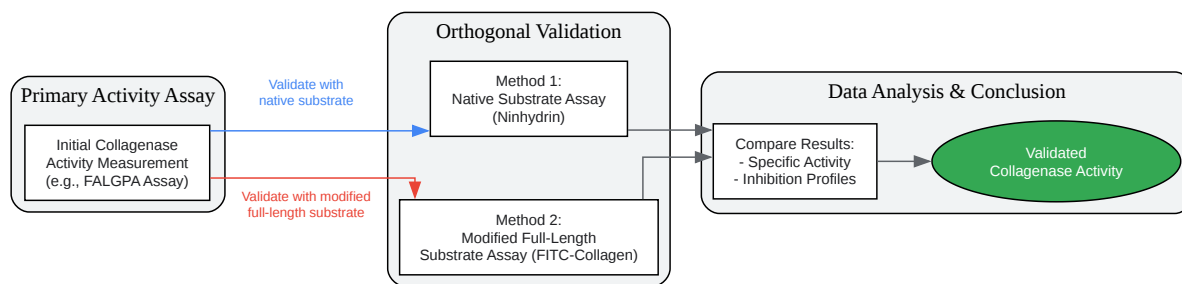 Primary Activity Assay
Initial Collagenase
Activity Measurement
(e.g., FALGPA Assay)
Validate with
native substrate
Validate with modified
full-length substrate
Orthogonal Validation
Method 1:
Native Substrate Assay
(Ninhydrin)
Method 2:
Modified Full-Length
Substrate Assay (FITC-Collagen)
Data Analysis & Conclusion
Compare Results:
- Specific Activity
- Inhibition Profiles
Validated
Collagenase Activity